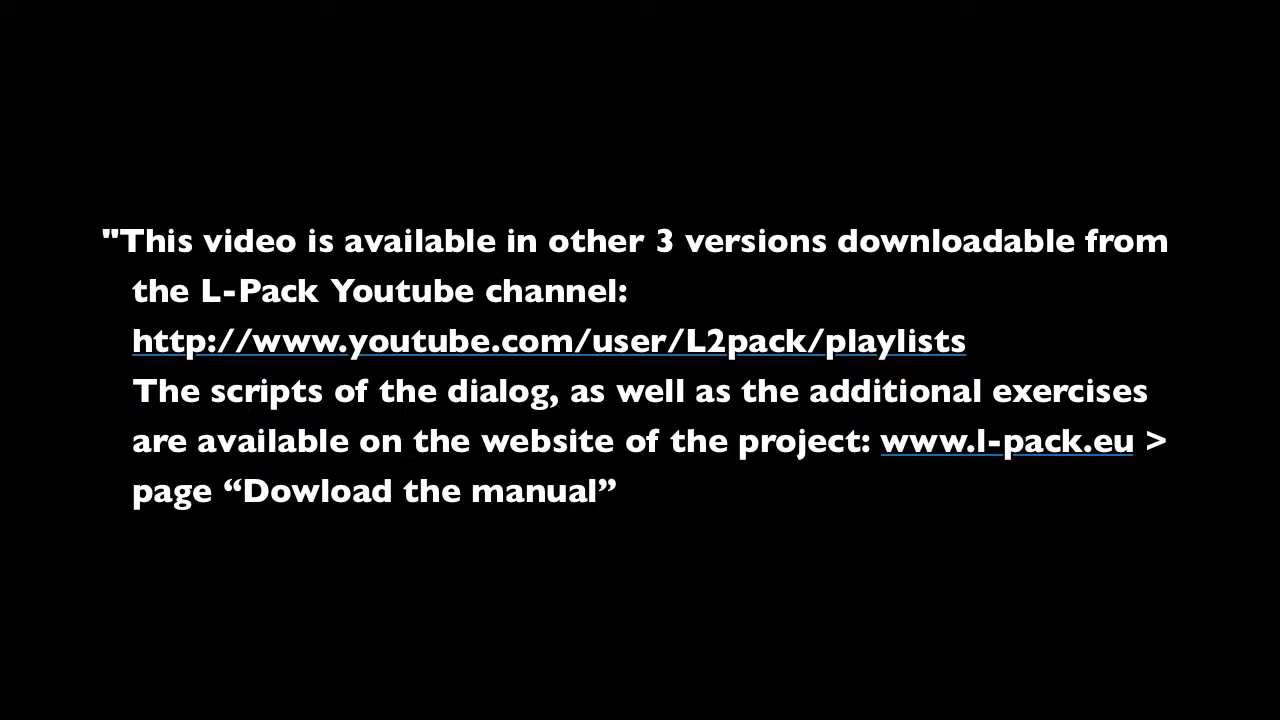 "This video is available in other 3 versions downloadable from
the L-Pack Youtube channel:
http://www.youtube.com/user/L2pack/playlists
The scripts of the dialog, as well as the additional exercises
are available on the website of the project: www.l-pack.eu >
page “Dowload the manual”